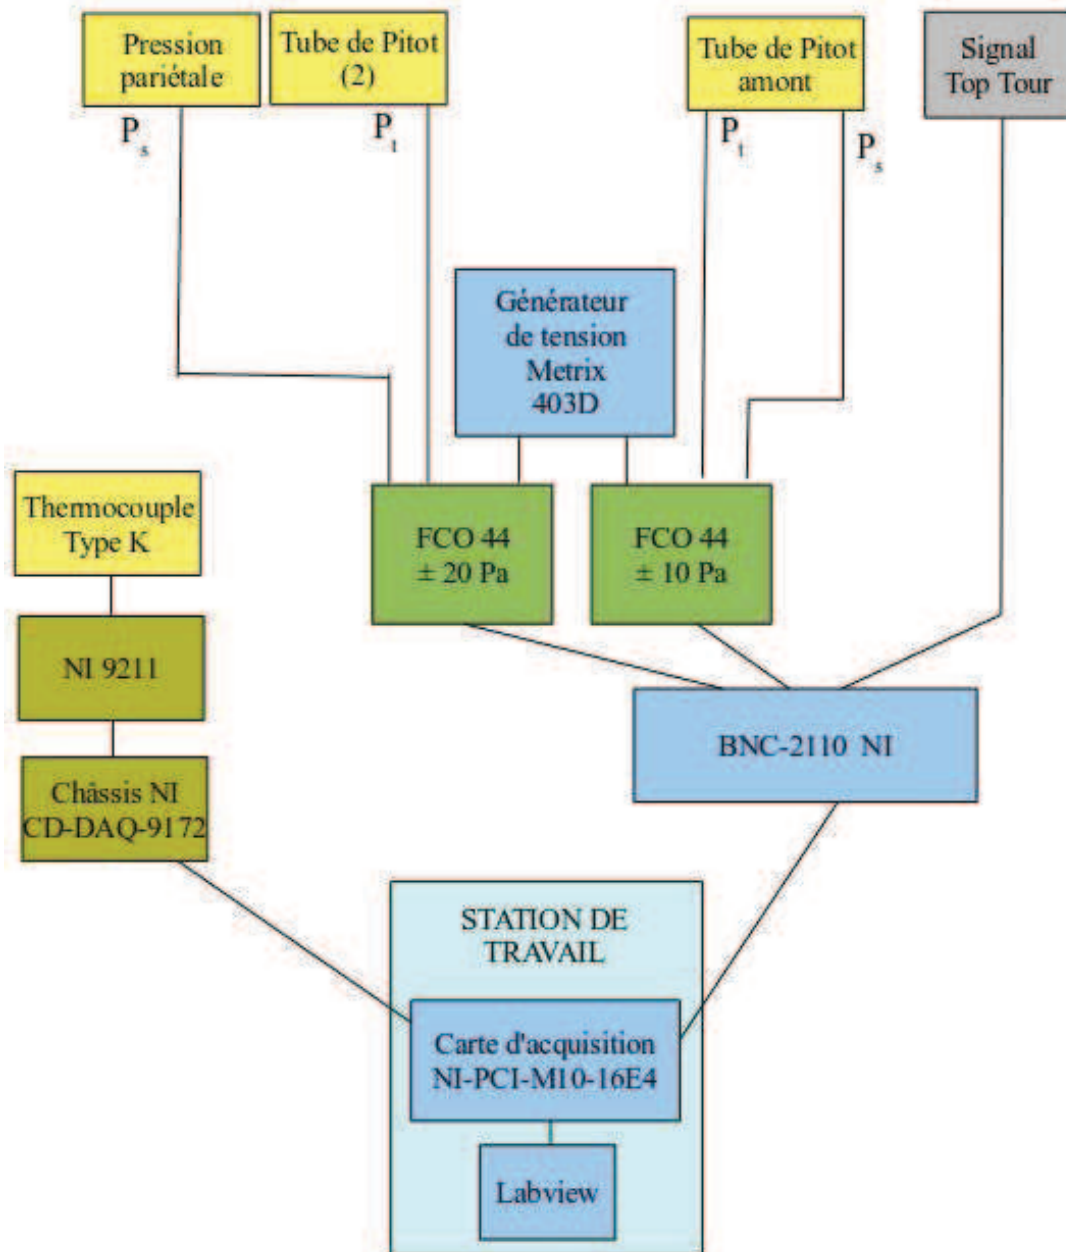 Pression
pariétale
Tube de Pitot
(2)
Tube de Pitot
amont
Signal
Top Tour
Ps
Pt
Pt
Ps
Générateur
de tension
Metrix
403D
Thermocouple
Type K
FCO 44
± 20 Pa
FCO 44
± 10 Pa
NI 9211
BNC-2110 NI
Châssis NI
CD-DAQ-9172
STATION DE
TRAVAIL
Carte d'acquisition
NI-PCI-M10-16E4
Labview